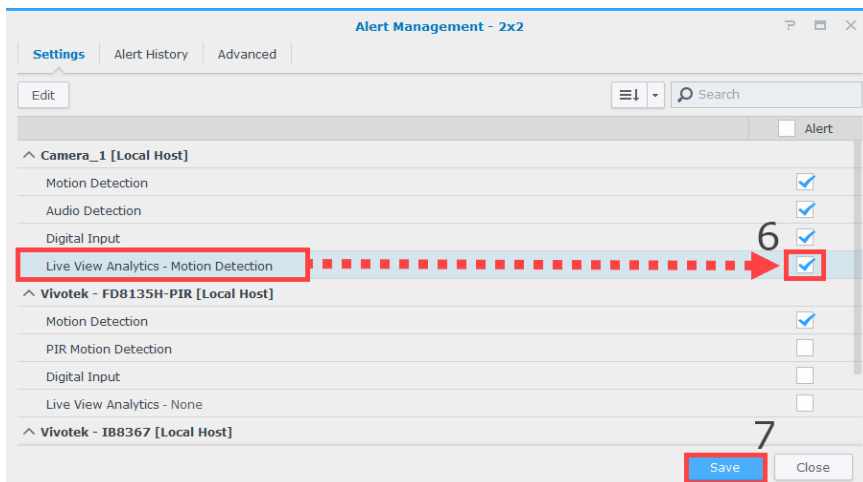 Alert Management - 2x2
Settings Alert History Advanced
Edit Search
Alert
Camera_1 [Local Host]
Motion Detection
Audio Detection
Digital Input 6
Live View Analytics - Motion Detection
Vivotek - FD8135H-PIR [Local Host]
Motion Detection
PIR Motion Detection
Digital Input
Live View Analytics - None
Vivotek - IB8367 [Local Host]
7
Save Close